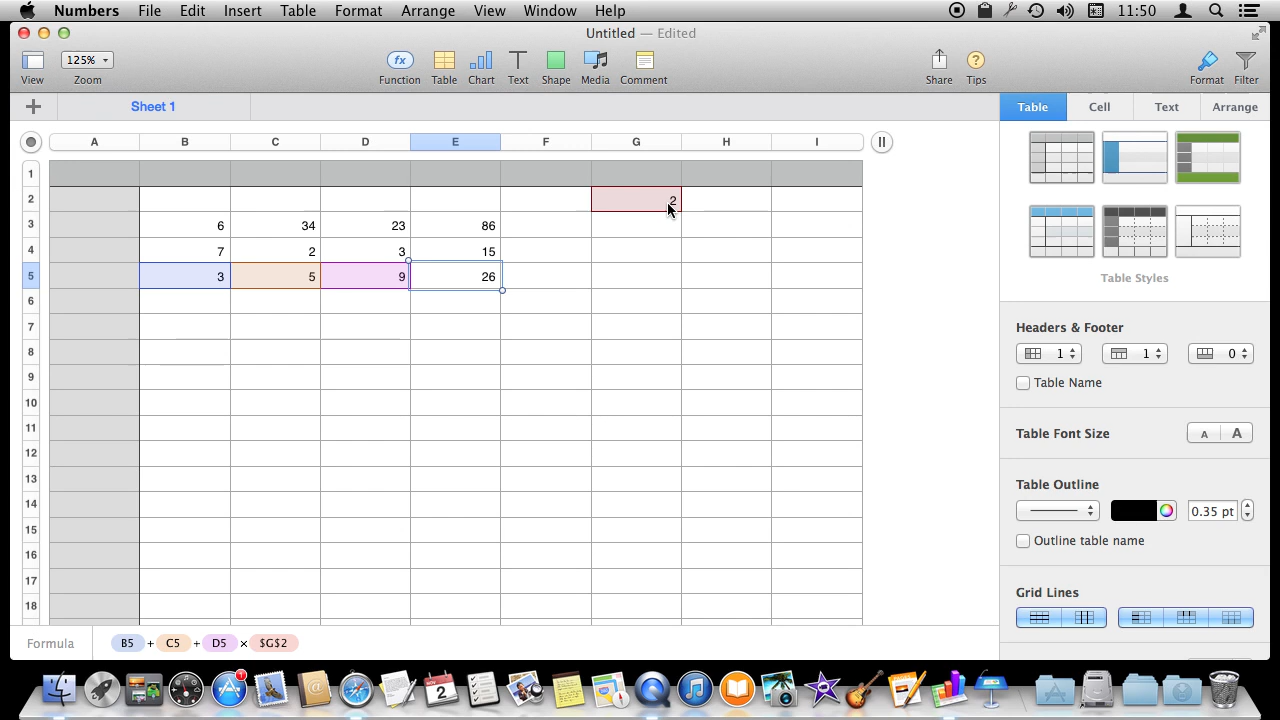 Numbers File Edit Insert Table Format Arrange View Window Help 11:50
Untitled — Edited
125%
fx
View Zoom Function Table Chart Text Shape Media Comment Share Tips Format Filter
Sheet 1
Table Cell Text Arrange
A B C D E F G H I
1
2 2
3 6 34 23 86
4 7 2 3 15
5 3 5 9 26
6
7
8
9
10
11
12
13
14
15
16
17
18
Table Styles
Headers & Footer
1 1 0
Table Name
Table Font Size A A
Table Outline
0.35 pt
Outline table name
Grid Lines
Formula B5 + C5 + D5 × $G$2
1
2